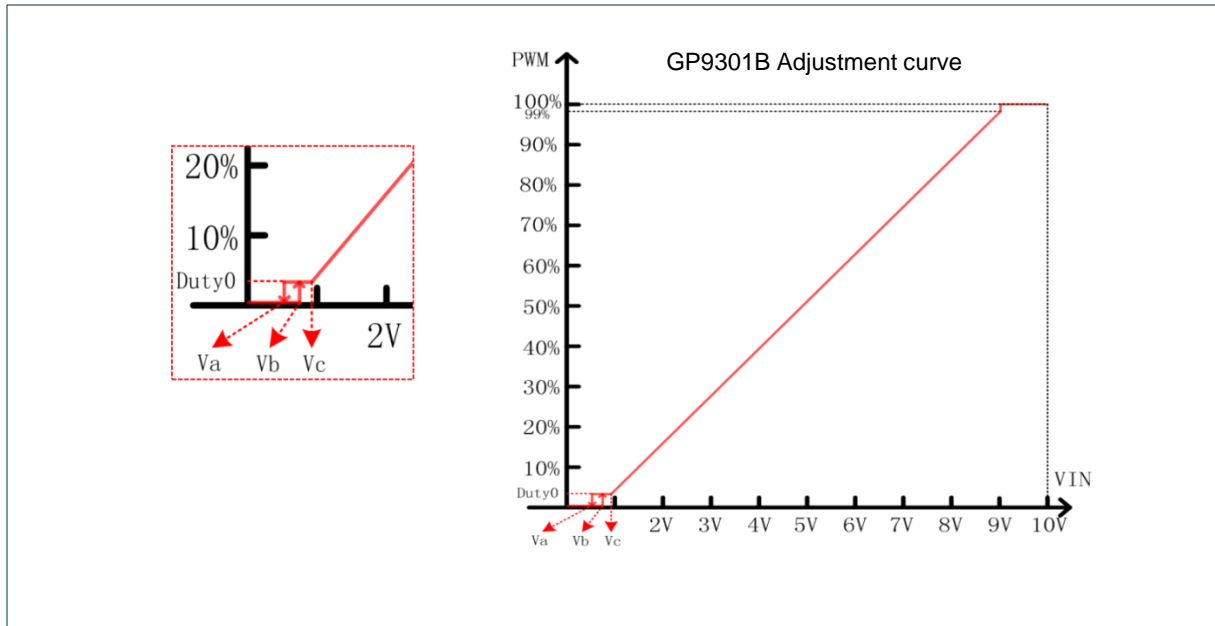 GP9301B Adjustment curve
PWM
100%
99%
90%
80%
70%
60%
50%
40%
30%
20%
10%
Duty0
VIN
2V 3V 4V 5V 6V 7V 8V 9V 10V
Va Vb Vc
20%
10%
Duty0
2V
Va Vb Vc